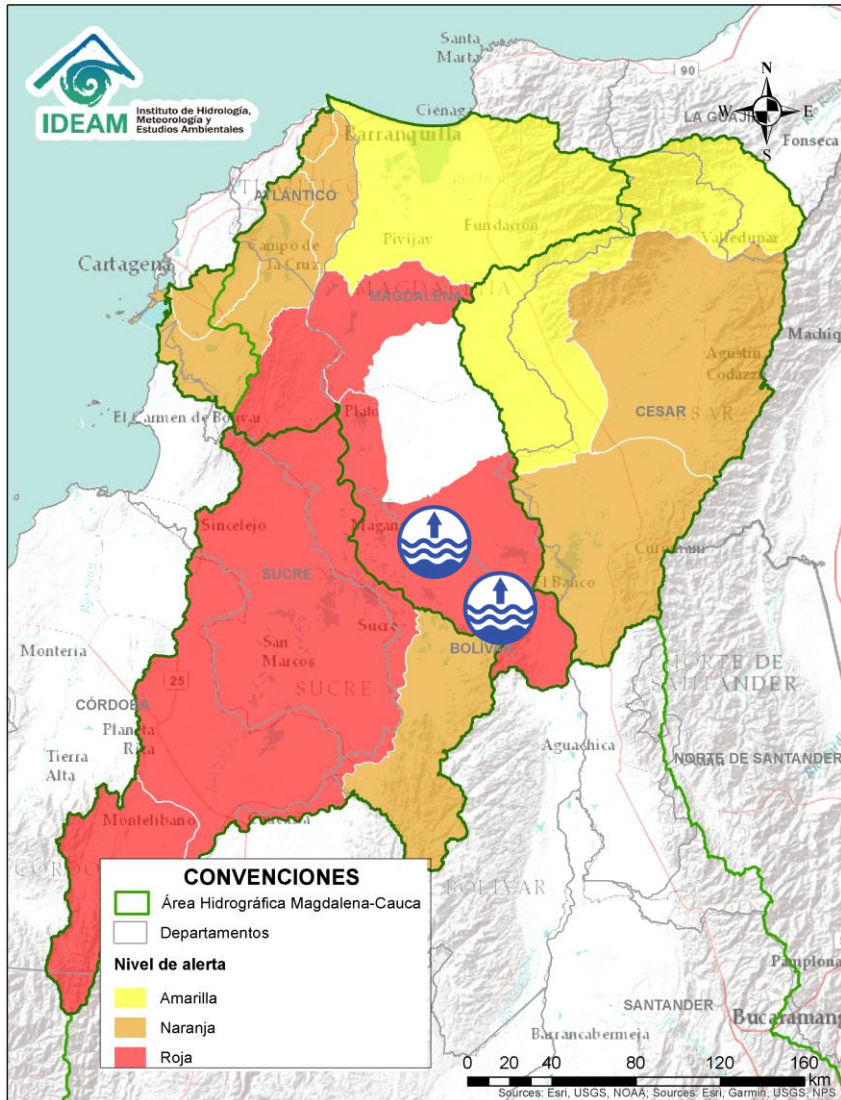 IDEAM
Instituto de Hidrología,
Meteorología y
Estudios Ambientales
Santa
Marta
90
N
W
E
S
Ciénaga
LA GUAJIR
Fonseca
Barranquilla
ATLÁNTICO
Pivijay
Fundación
Valledupar
Cartagena
Campo de
la Cruz
MAGDALENA
Machiq
Agustín
Codazzi
CESAR
CESAR
El Carmen de Bolívar
Plato
Sincelejo
Magan
SUCRE
El Banco
Montería
Sucre
BOLÍVAR
San
Marcos
SUCRE
25
CÓRDOBA
Planeta
Rica
NORTE DE
SANTANDER
Tierra
Alta
Aguachica
NORTE DE SANTANDER
Montelíbano
BOLÍVAR
CONVENCIONES
Área Hidrográfica Magdalena-Cauca
Departamentos
Nivel de alerta
Amarilla
Naranja
Roja
Pamplona
SANTANDER
Bucaramang
Barrancabermeja
0 20 40 80 120 160
km
Sources: Esri, USGS, NOAA; Sources: Esri, Garmin, USGS, NPS